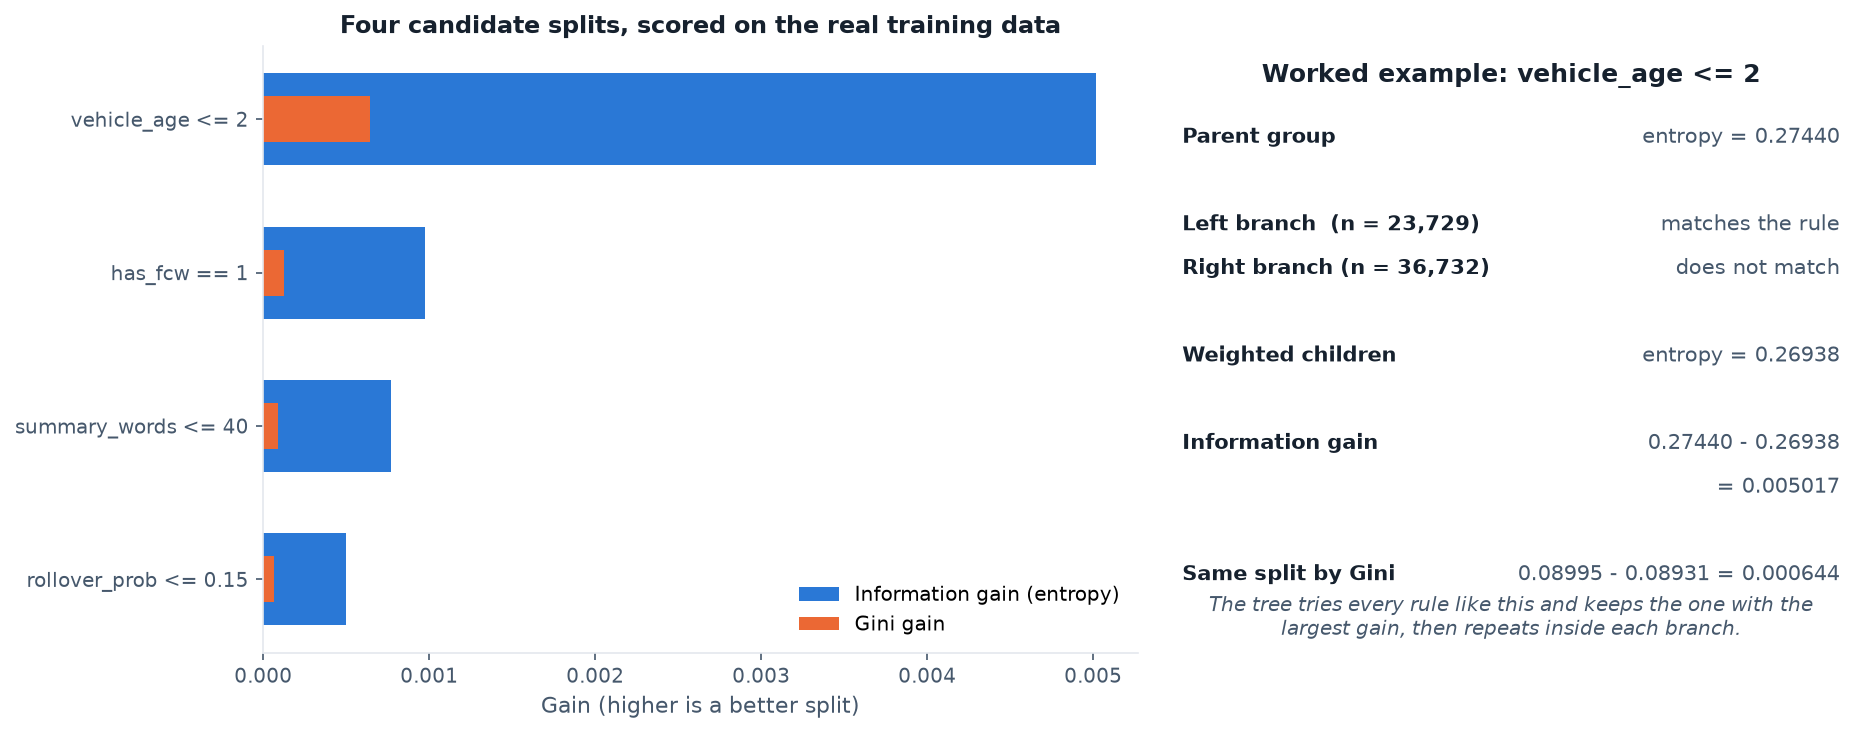 Four candidate splits, scored on the real training data
vehicle_age <= 2
has_fcw == 1
summary_words <= 40
rollover_prob <= 0.15
Information gain (entropy)
Gini gain
0.000 0.001 0.002 0.003 0.004 0.005
Gain (higher is a better split)
Worked example: vehicle_age <= 2
Parent group entropy = 0.27440
Left branch (n = 23,729) matches the rule
Right branch (n = 36,732) does not match
Weighted children entropy = 0.26938
Information gain 0.27440 - 0.26938
= 0.005017
Same split by Gini 0.08995 - 0.08931 = 0.000644
The tree tries every rule like this and keeps the one with the
largest gain, then repeats inside each branch.